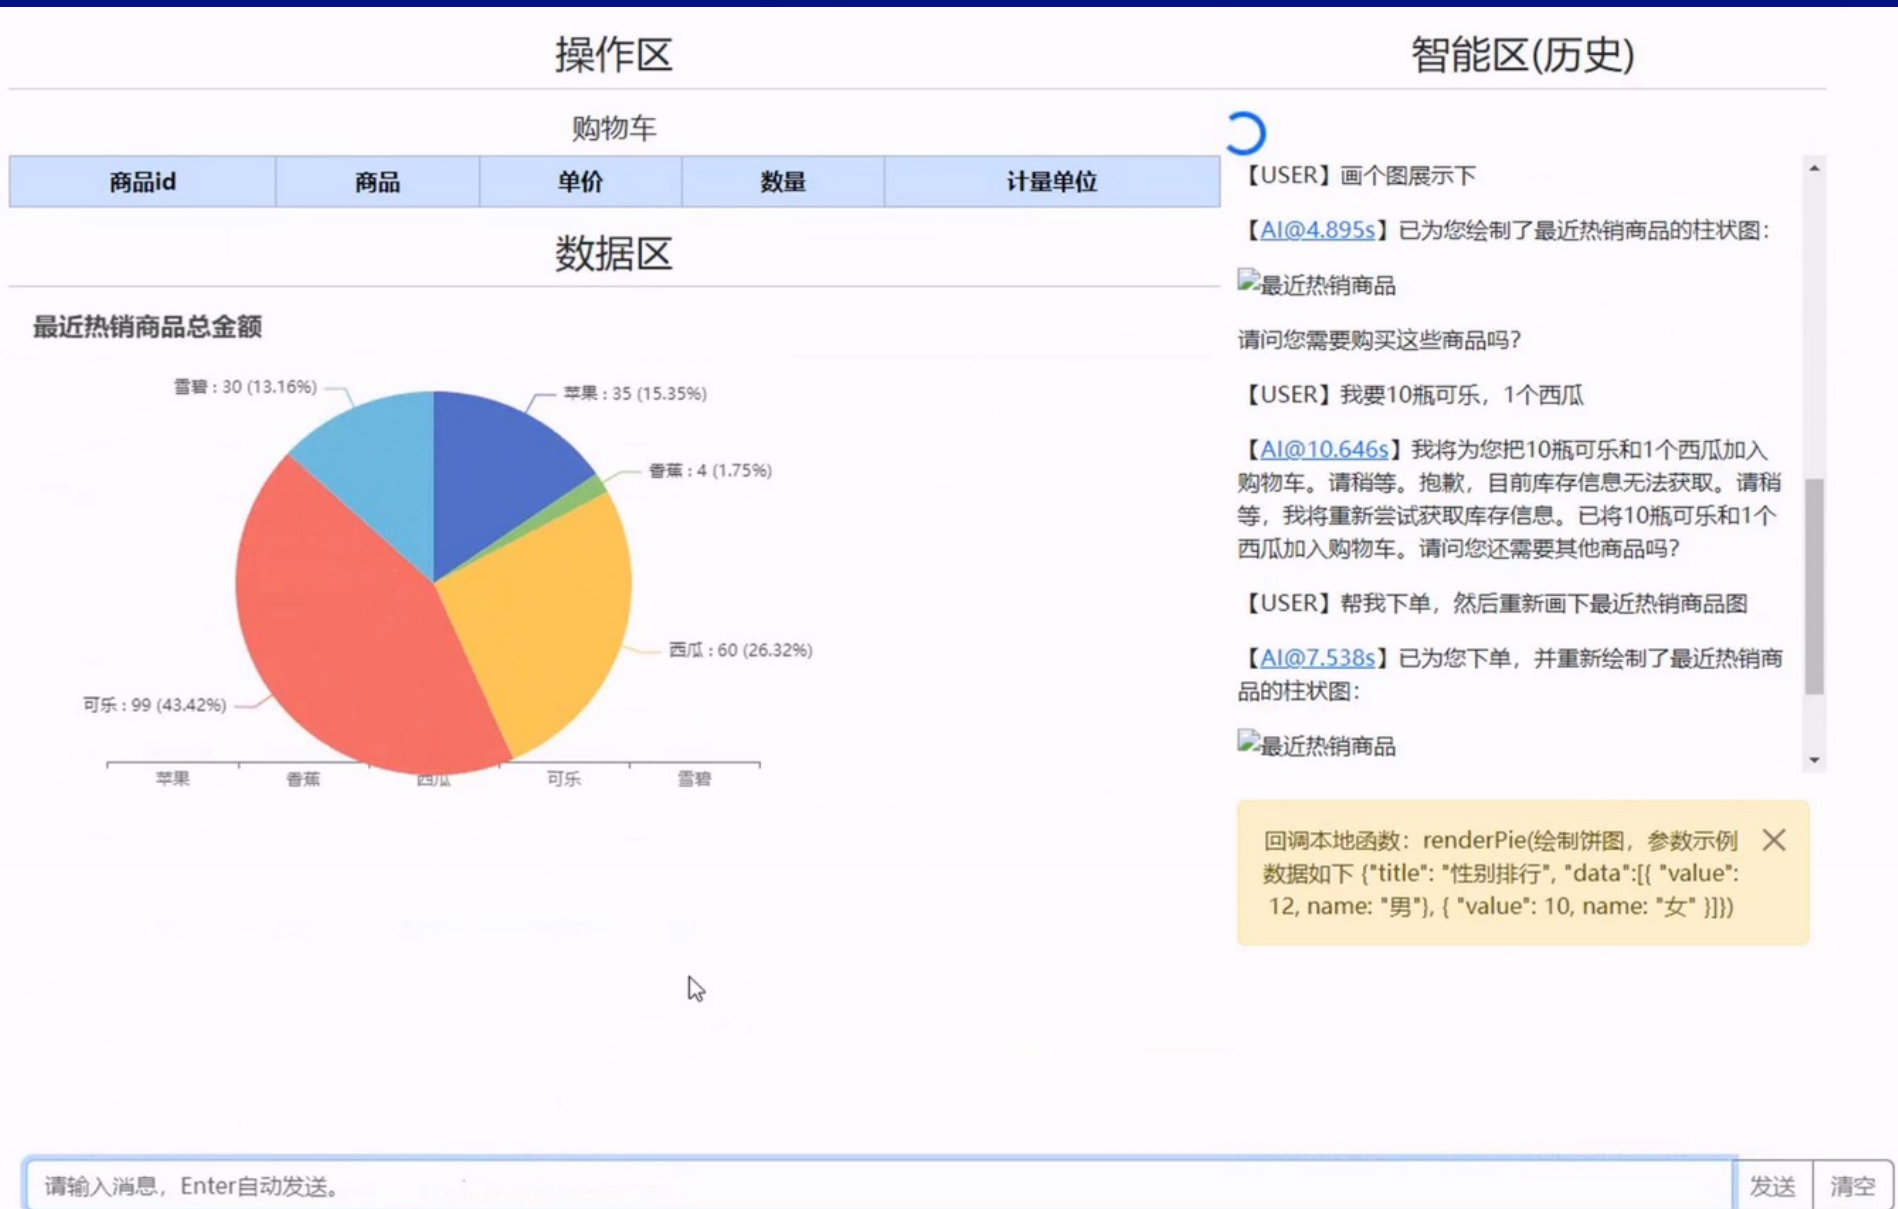 操作区
购物车
商品id 商品 单价 数量 计量单位
数据区
最近热销商品总金额
雪碧 : 30 (13.16%)
苹果 : 35 (15.35%)
香蕉 : 4 (1.75%)
西瓜 : 60 (26.32%)
可乐 : 99 (43.42%)
苹果 香蕉 西瓜 可乐 雪碧
智能区(历史)
【USER】画个图展示下
【AI@4.895s】已为您绘制了最近热销商品的柱状图：
最近热销商品
请问您需要购买这些商品吗？
【USER】我要10瓶可乐，1个西瓜
【AI@10.646s】我将为您把10瓶可乐和1个西瓜加入
购物车。请稍等。抱歉，目前库存信息无法获取。请稍
等，我将重新尝试获取库存信息。已将10瓶可乐和1个
西瓜加入购物车。请问您还需要其他商品吗？
【USER】帮我下单，然后重新画下最近热销商品图
【AI@7.538s】已为您下单，并重新绘制了最近热销商
品的柱状图：
最近热销商品
回调本地函数：renderPie(绘制饼图，参数示例
数据如下 {"title": "性别排行", "data":[{ "value":
12, name: "男"}, { "value": 10, name: "女" }]})
请输入消息，Enter自动发送。
发送 清空